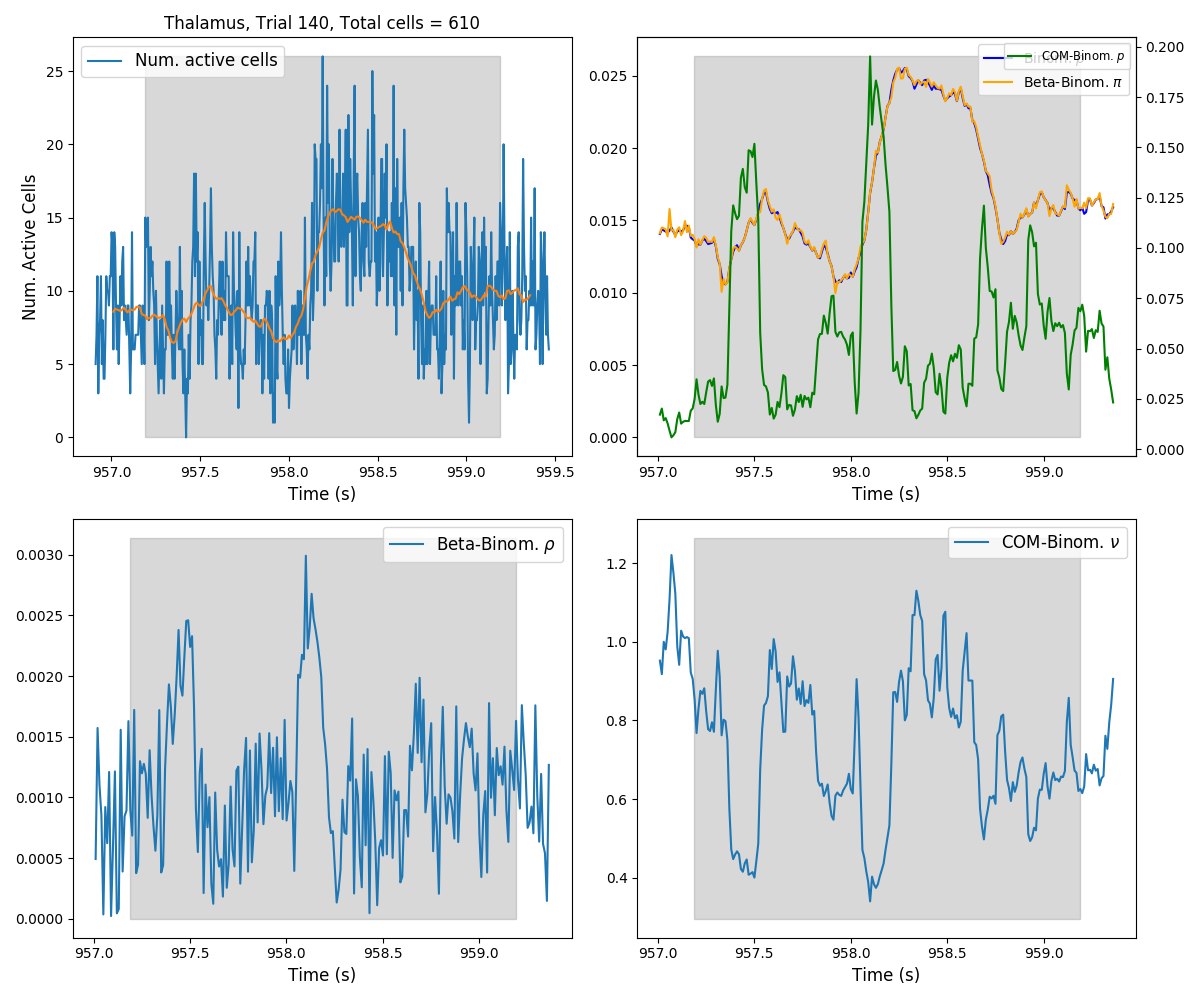 Thalamus, Trial 140, Total cells = 610
Num. active cells
Num. Active Cells
25
20
15
10
5
0
957.0 957.5 958.0 958.5 959.0 959.5
Time (s)
COM-Binom. p
Beta-Binom. π
0.025
0.020
0.015
0.010
0.005
0.000
0.200
0.175
0.150
0.125
0.100
0.075
0.050
0.025
0.000
957.0 957.5 958.0 958.5 959.0
Time (s)
Beta-Binom. ρ
0.0030
0.0025
0.0020
0.0015
0.0010
0.0005
0.0000
957.0 957.5 958.0 958.5 959.0
Time (s)
COM-Binom. ν
1.2
1.0
0.8
0.6
0.4
957.0 957.5 958.0 958.5 959.0
Time (s)